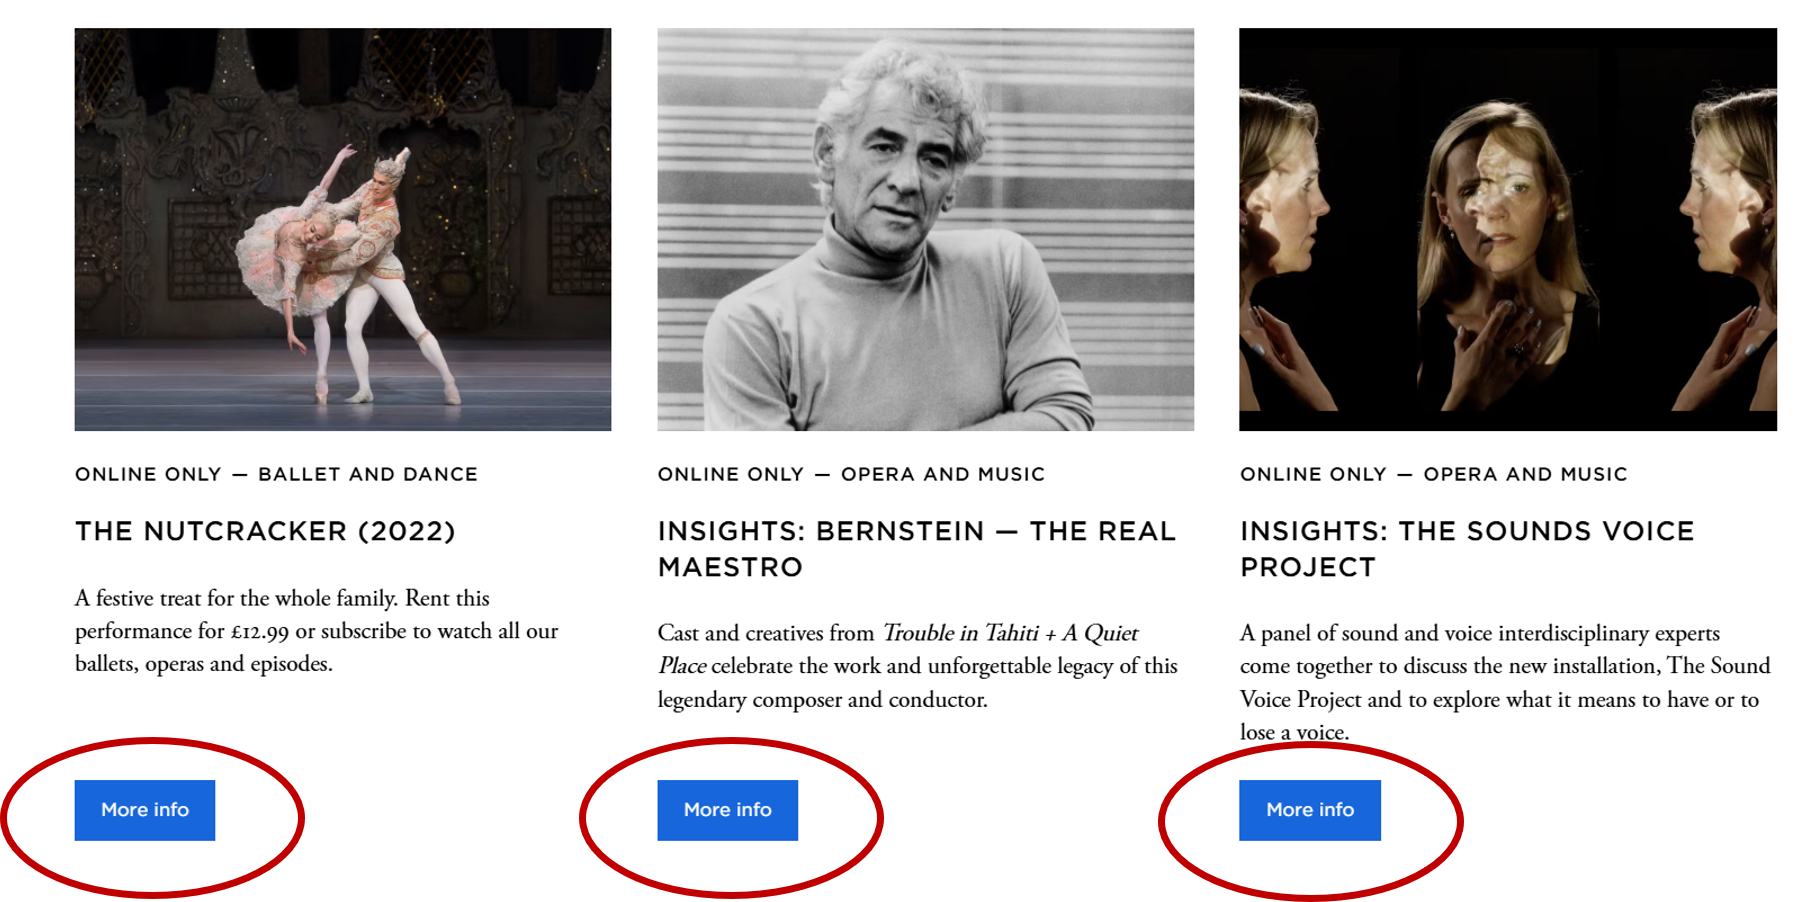 ONLINE ONLY — BALLET AND DANCE
THE NUTCRACKER (2022)
A festive treat for the whole family. Rent this
performance for £12.99 or subscribe to watch all our
ballets, operas and episodes.
More info
ONLINE ONLY — OPERA AND MUSIC
INSIGHTS: BERNSTEIN — THE REAL
MAESTRO
Cast and creatives from Trouble in Tahiti + A Quiet
Place celebrate the work and unforgettable legacy of this
legendary composer and conductor.
More info
ONLINE ONLY — OPERA AND MUSIC
INSIGHTS: THE SOUNDS VOICE
PROJECT
A panel of sound and voice interdisciplinary experts
come together to discuss the new installation, The Sound
Voice Project and to explore what it means to have or to
lose a voice.
More info